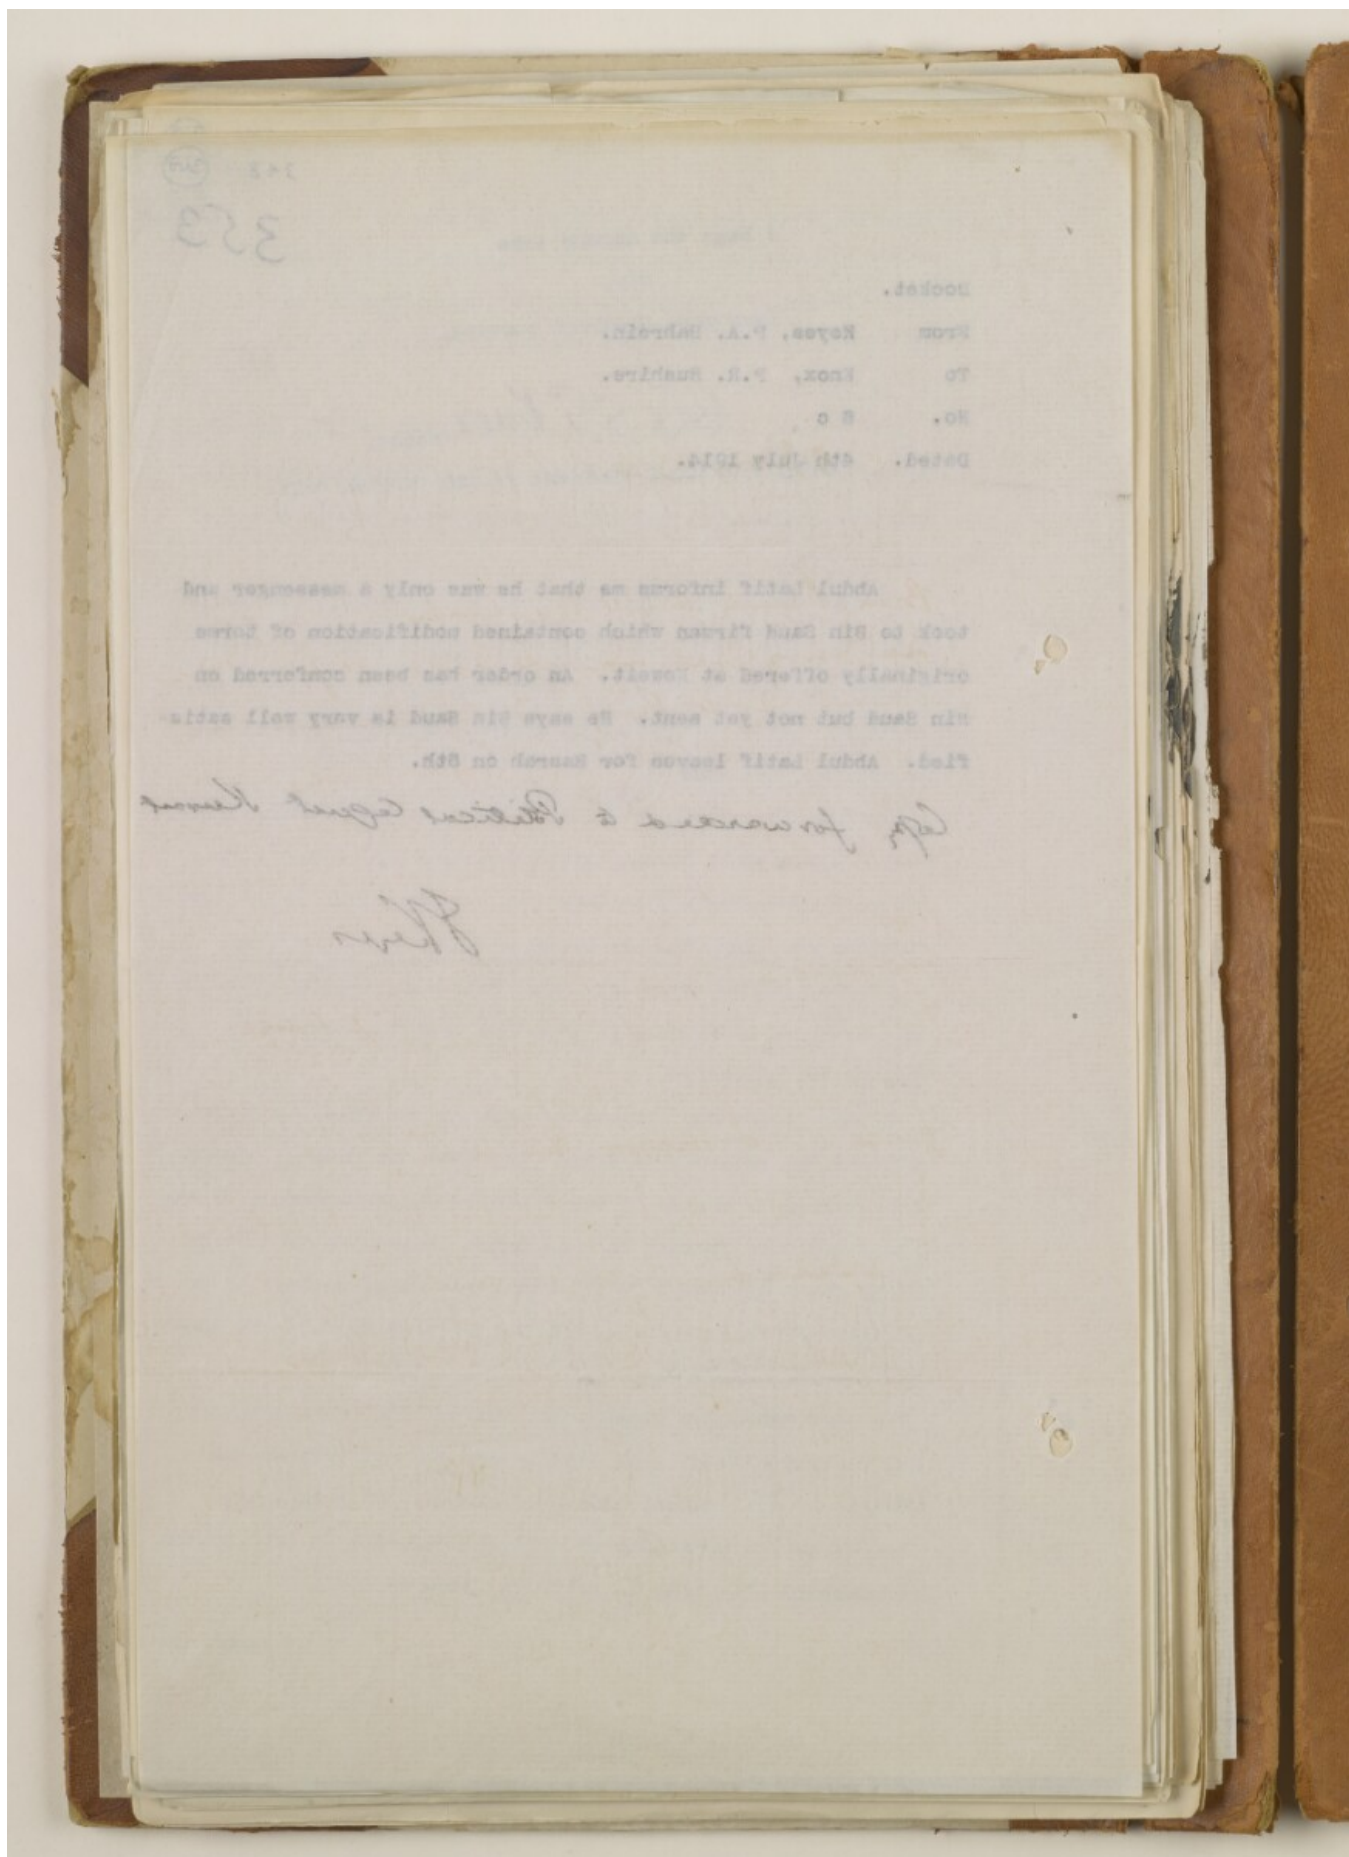 353
Docket.
From Keyes, P.A. Bahrain.
To Knox, P.R. Bushire.
No. c
Dated. 4th July 1914.
Abdul Latif informs me that he was only a messenger and
took to Bin Saud firman which contained modification of terms
originally offered at Koweit. An order has been conferred on
Bin Saud but not yet sent. He says Bin Saud is very well satis-
fied. Abdul Latif leaves for Basrah on
Copy forwarded to Political Agent Kuwait